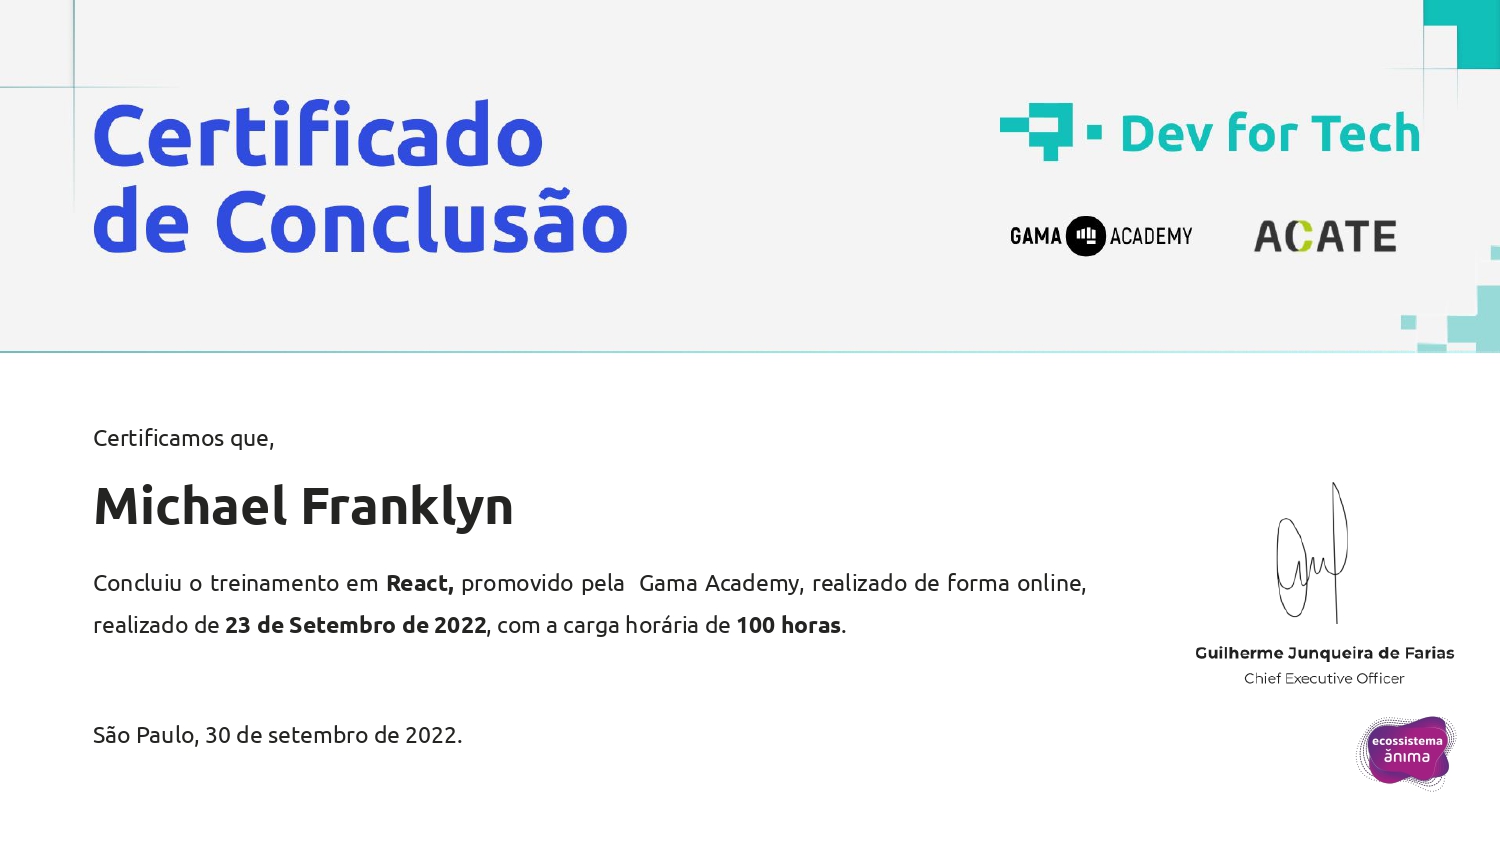 Certificado
de Conclusão
Dev for Tech
GAMA ACADEMY
ACATE
Certificamos que,
Michael Franklyn
Concluiu o treinamento em React, promovido pela  Gama Academy, realizado de forma online,
realizado de 23 de Setembro de 2022, com a carga horária de 100 horas.
São Paulo, 30 de setembro de 2022.
Guilherme Junqueira de Farias
Chief Executive Officer
ecossistema
ănıma